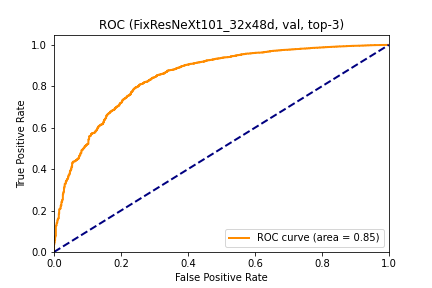 ROC (FixResNeXt101_32x48d, val, top-3)
True Positive Rate
1.0
0.8
0.6
0.4
0.2
0.0
ROC curve (area = 0.85)
0.0 0.2 0.4 0.6 0.8 1.0
False Positive Rate